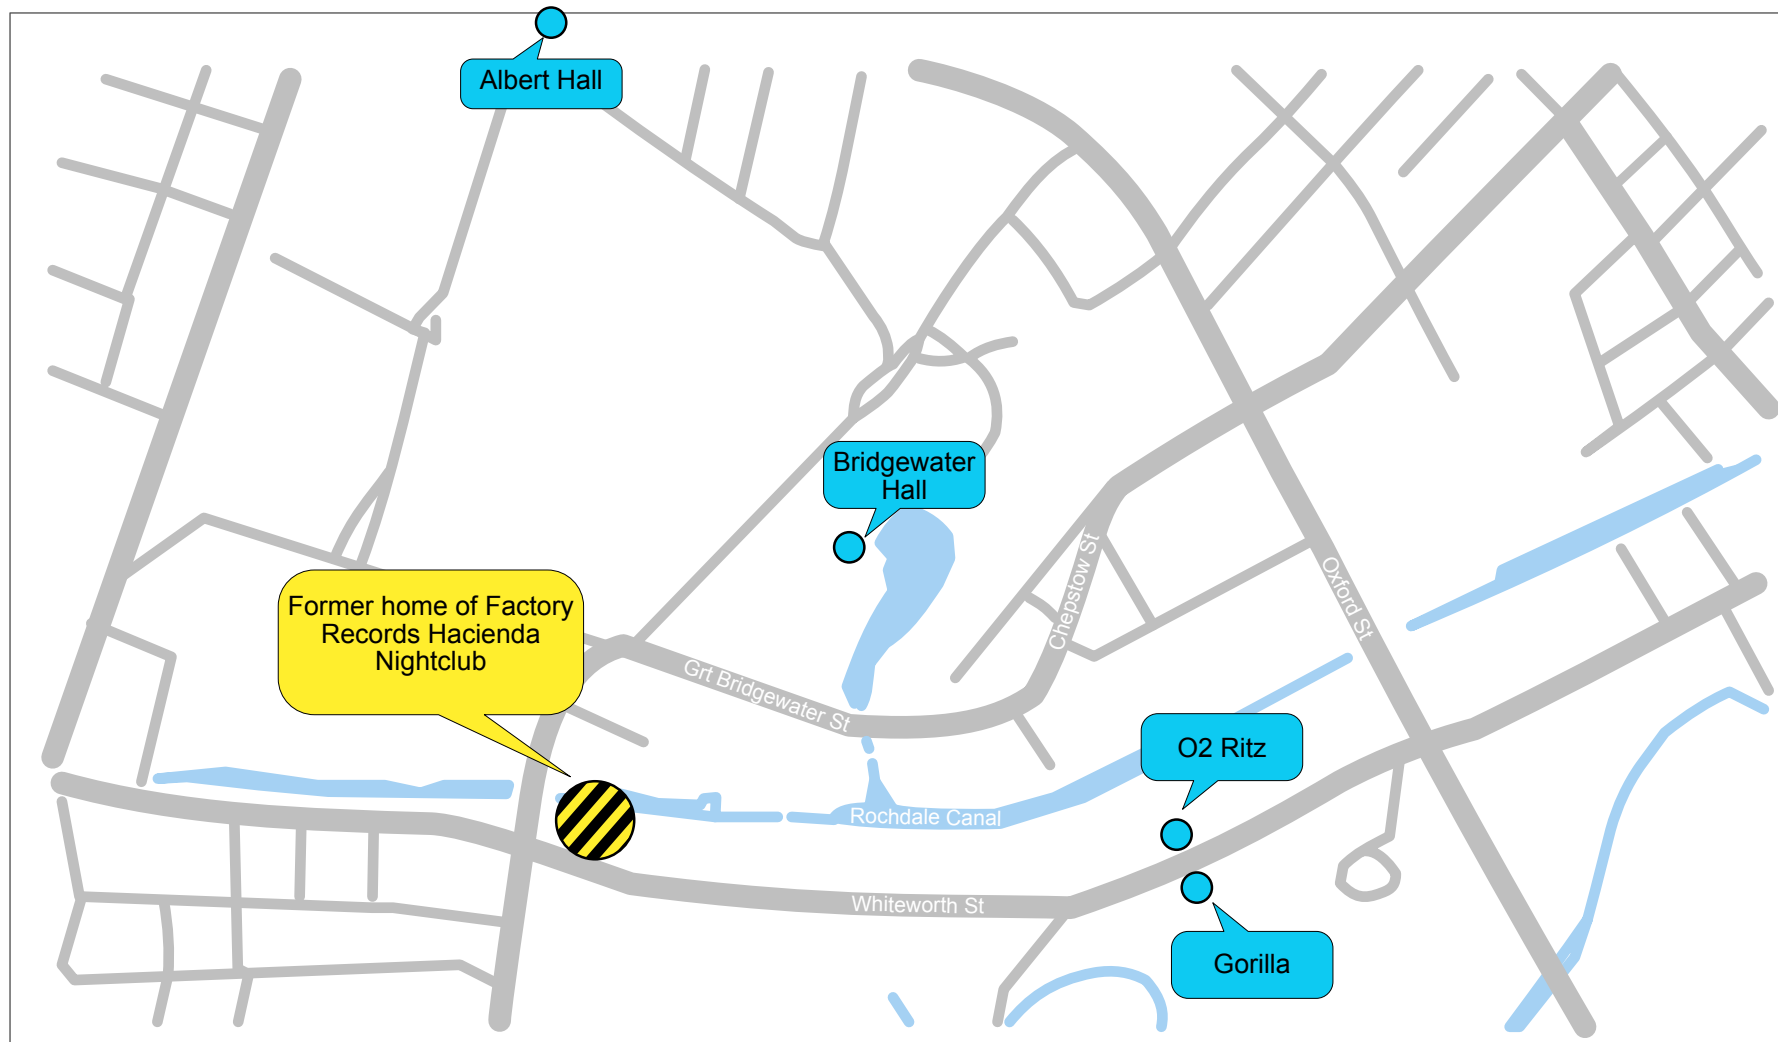 Albert Hall
Bridgewater
Hall
Former home of Factory
Records Hacienda
Nightclub
Chepstow St
Oxford St
Grt Bridgewater St
O2 Ritz
Rochdale Canal
Whiteworth St
Gorilla